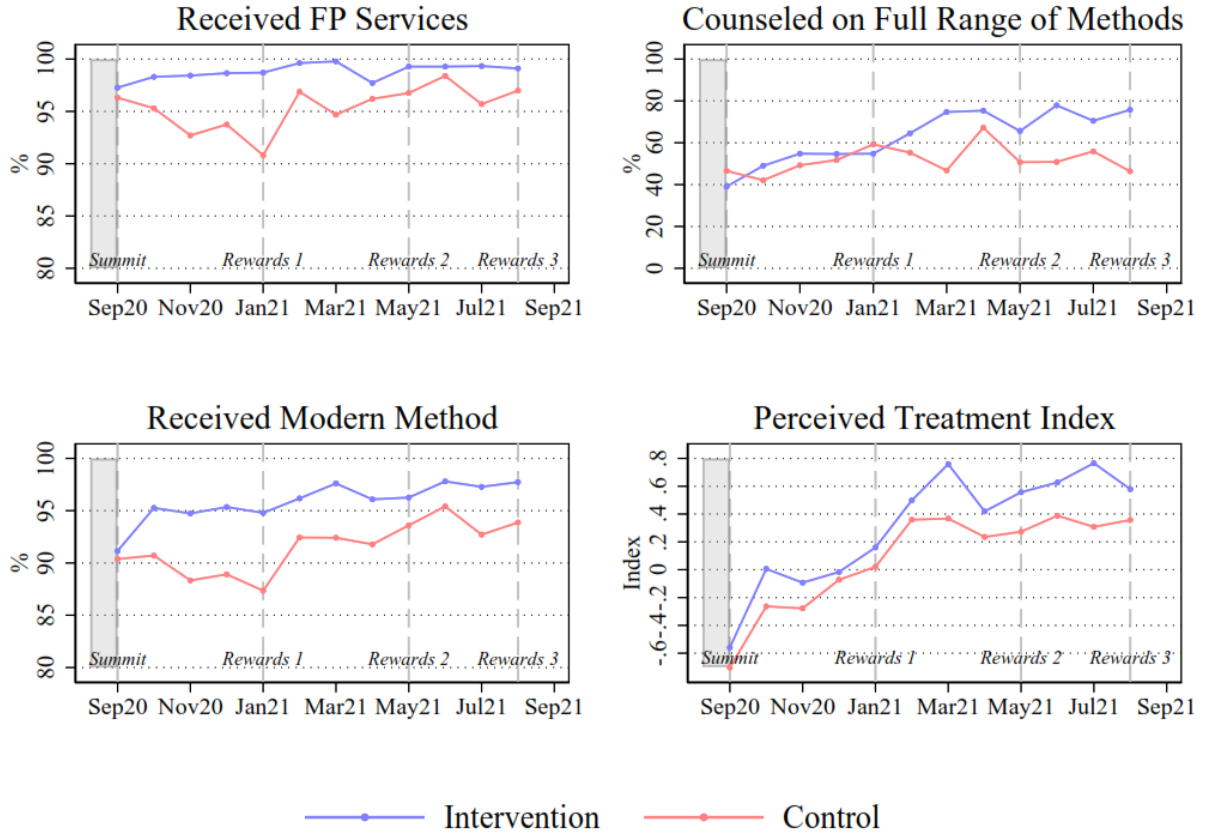 Received FP Services
100
95
90
85
80
%
Summit
Rewards 1
Rewards 2
Rewards 3
Sep20 Nov20 Jan21 Mar21 May21 Jul21 Sep21
Counseled on Full Range of Methods
100
80
60
40
20
0
%
Summit
Rewards 1
Rewards 2
Rewards 3
Sep20 Nov20 Jan21 Mar21 May21 Jul21 Sep21
Received Modern Method
100
95
90
85
80
%
Summit
Rewards 1
Rewards 2
Rewards 3
Sep20 Nov20 Jan21 Mar21 May21 Jul21 Sep21
Perceived Treatment Index
.8
.6
.4
.2
0
-.2
-.4
-.6
Index
Summit
Rewards 1
Rewards 2
Rewards 3
Sep20 Nov20 Jan21 Mar21 May21 Jul21 Sep21
Intervention
Control